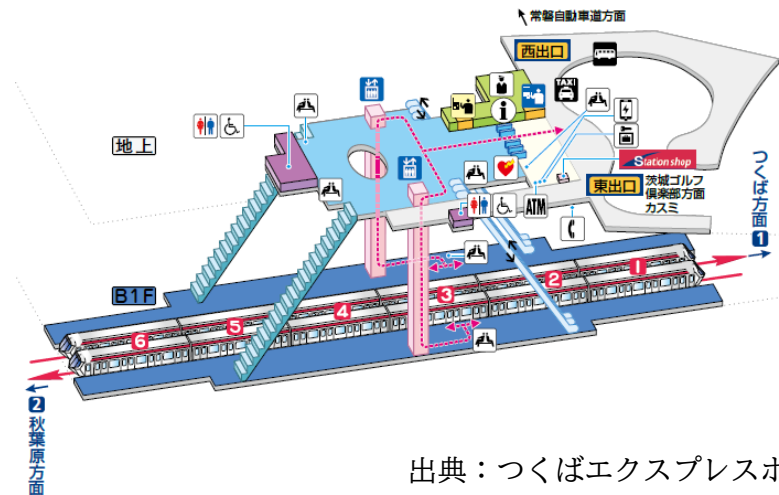 常磐自動車道方面
西出口
TAXI
地上
i
Station shop
東出口
茨城ゴルフ
倶楽部方面
カスミ
ATM
つくば方面
1
B1F
1
2
3
4
5
6
2
秋葉原方面
出典：つくばエクスプレスホ